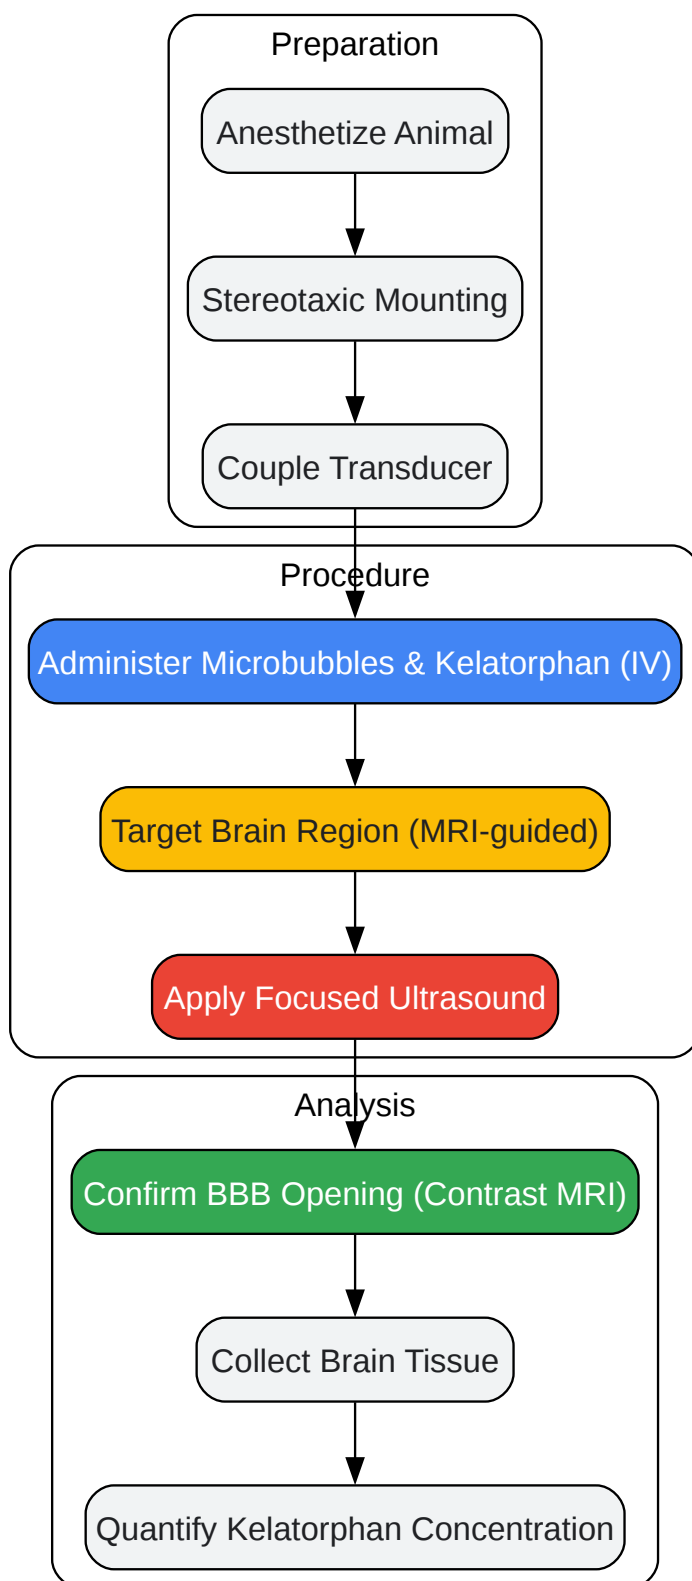 Preparation
Anesthetize Animal
Stereotaxic Mounting
Couple Transducer
Procedure
Administer Microbubbles & Kelatorphan (IV)
Target Brain Region (MRI-guided)
Apply Focused Ultrasound
Analysis
Confirm BBB Opening (Contrast MRI)
Collect Brain Tissue
Quantify Kelatorphan Concentration